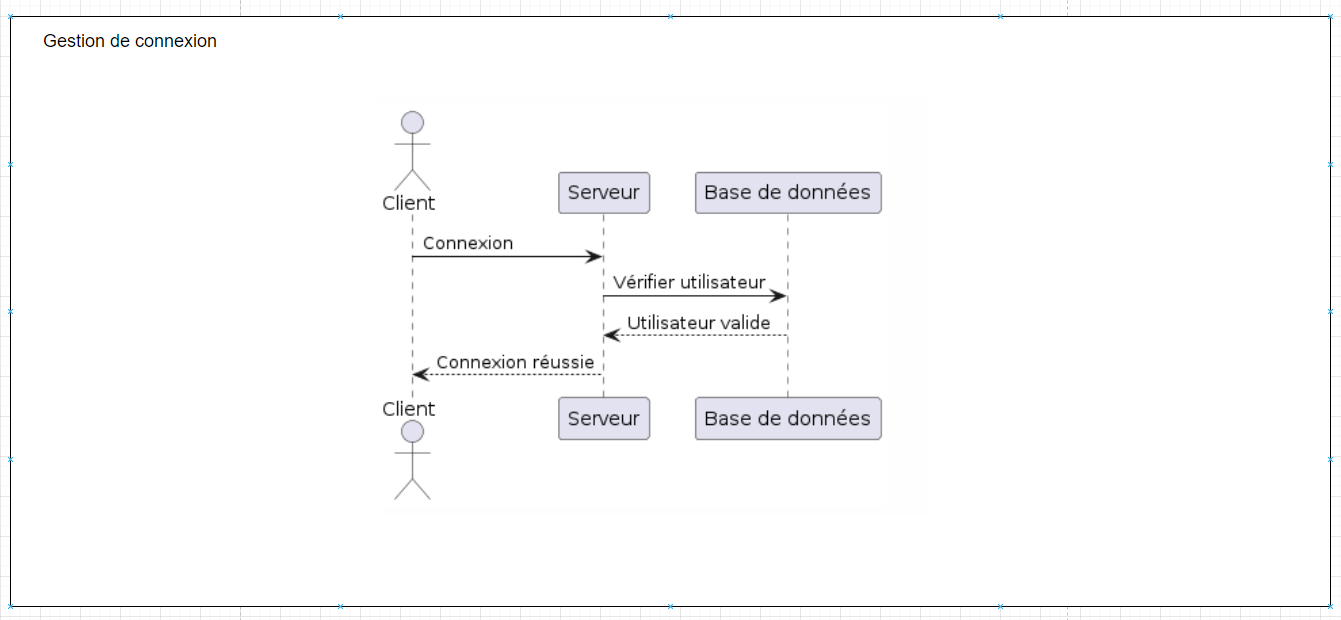 Gestion de connexion
Client
Serveur
Base de données
Connexion
Vérifier utilisateur
Utilisateur valide
Connexion réussie
Client
Serveur
Base de données